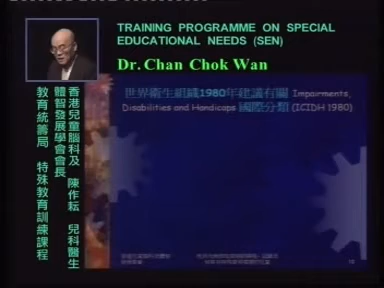 TRAINING PROGRAMME ON SPECIAL
EDUCATIONAL NEEDS (SEN)
Dr. Chan Chok Wan
香港兒童腦科及 陳作耘 兒科醫生
體智發展學會會長
教育統籌局 特殊教育訓練課程
世界衛生組織1980年建議有關 Impairments,
Disabilities and Handicaps 國際分類 (ICIDH 1980)